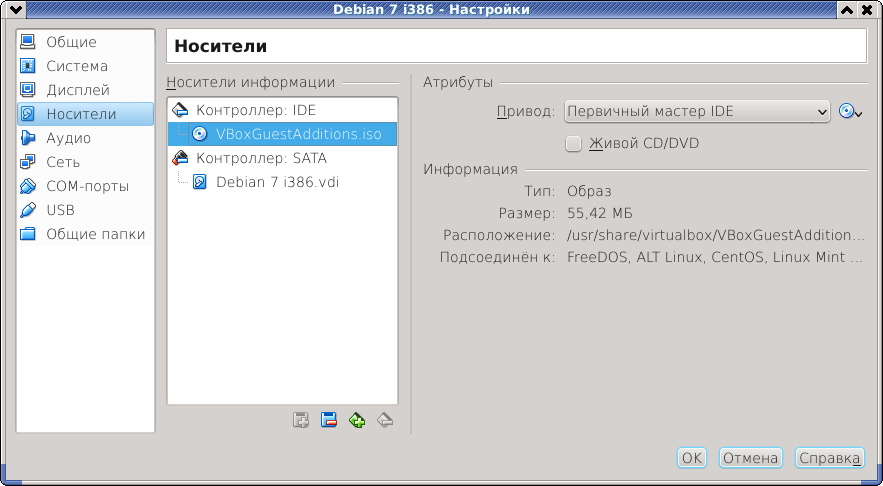 Debian 7 i386 - Настройки
Общие
Система
Дисплей
Носители
Аудио
Сеть
COM-порты
USB
Общие папки
Носители
Носители информации
Контроллер: IDE
VBoxGuestAdditions.iso
Контроллер: SATA
Debian 7 i386.vdi
Атрибуты
Привод: Первичный мастер IDE
Живой CD/DVD
Информация
Тип: Образ
Размер: 55,42 МБ
Расположение: /usr/share/virtualbox/VBoxGuestAddition...
Подсоединён к: FreeDOS, ALT Linux, CentOS, Linux Mint ...
OK Отмена Справка